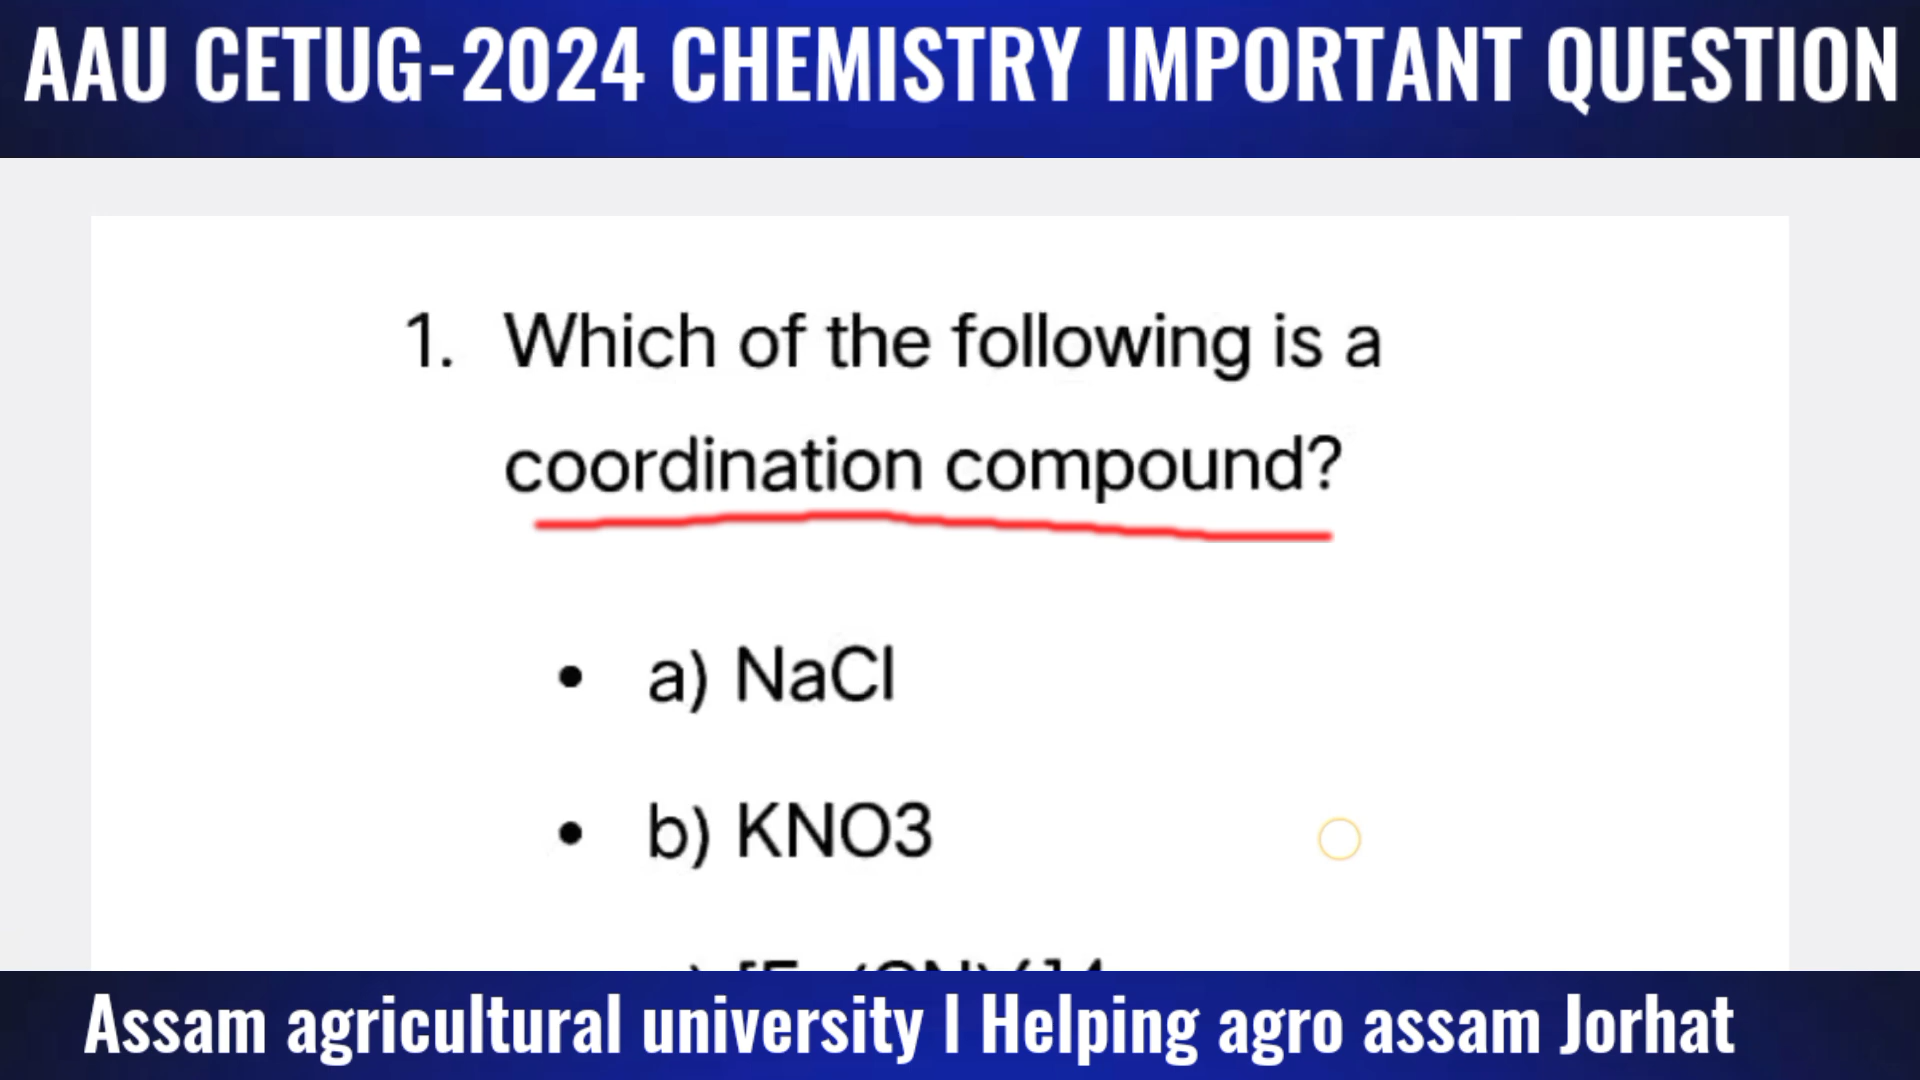 AAU CETUG-2024 CHEMISTRY IMPORTANT QUESTION
1. Which of the following is a
coordination compound?
• a) NaCl
• b) KNO3
Assam agricultural university I Helping agro assam Jorhat